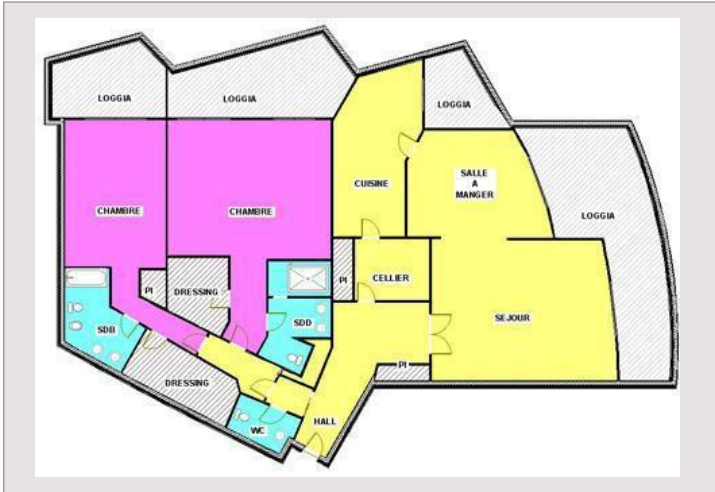 LOGGIA
LOGGIA
LOGGIA
SALLE
A
MANGER
CUISINE
CHAMBRE
CHAMBRE
LOGGIA
PI
CELLIER
PI
DRESSING
SDB
SDD
SEJOUR
PI
DRESSING
HALL
WC